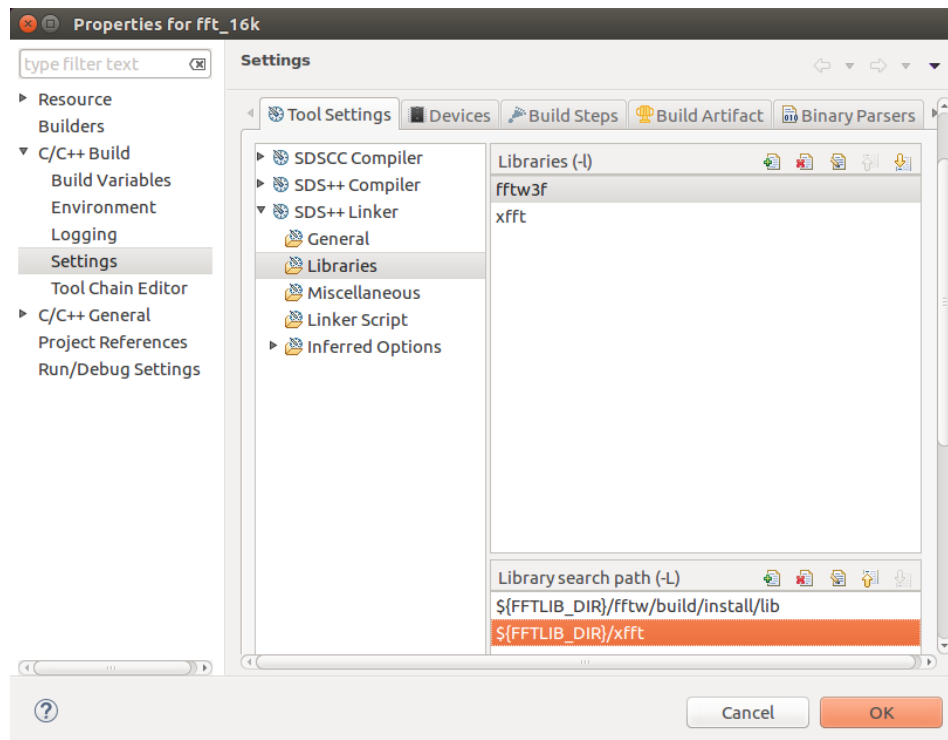 Properties for fft_16k
type filter text
Resource
Builders
C/C++ Build
Build Variables
Environment
Logging
Settings
Tool Chain Editor
C/C++ General
Project References
Run/Debug Settings
Settings
Tool Settings
Devices
Build Steps
Build Artifact
Binary Parsers
SDSCC Compiler
SDS++ Compiler
SDS++ Linker
General
Libraries
Miscellaneous
Linker Script
Inferred Options
Libraries (-l)
fftw3f
xfft
Library search path (-L)
${FFTLIB_DIR}/fftw/build/install/lib
${FFTLIB_DIR}/xfft
Cancel
OK